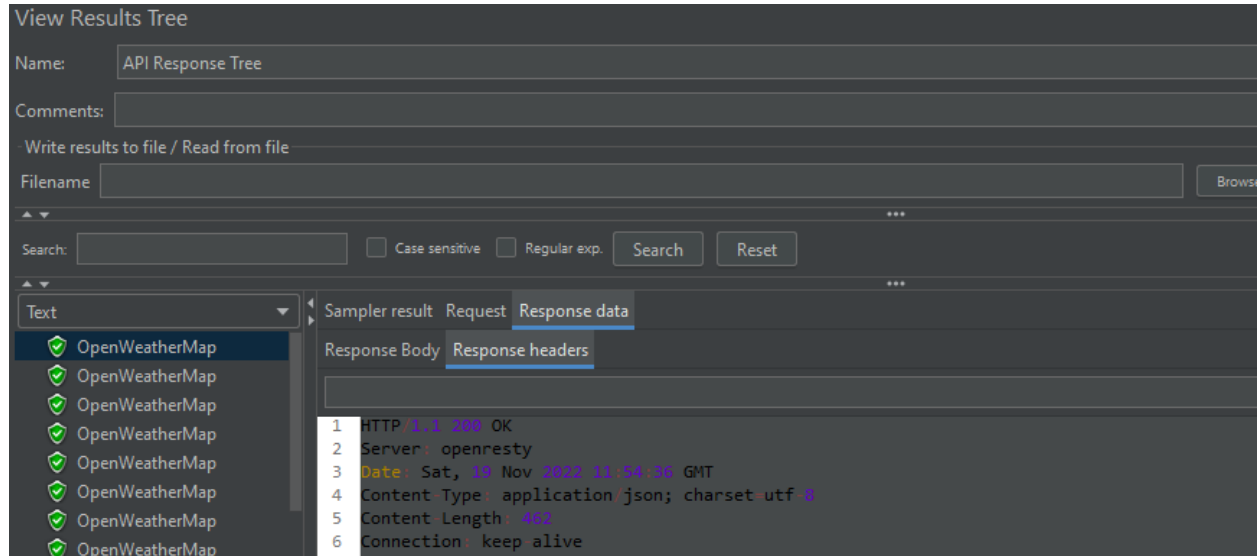 View Results Tree
Name: API Response Tree
Comments:
Write results to file / Read from file
Filename Browse
Search: Case sensitive Regular exp. Search Reset
Text
Sampler result Request Response data
OpenWeatherMap
Response Body Response headers
OpenWeatherMap
OpenWeatherMap
OpenWeatherMap
OpenWeatherMap
OpenWeatherMap
OpenWeatherMap
OpenWeatherMap
1 HTTP/1.1 200 OK
2 Server: openresty
3 Date: Sat, 19 Nov 2022 11:54:36 GMT
4 Content-Type: application/json; charset=utf-8
5 Content-Length: 462
6 Connection: keep-alive